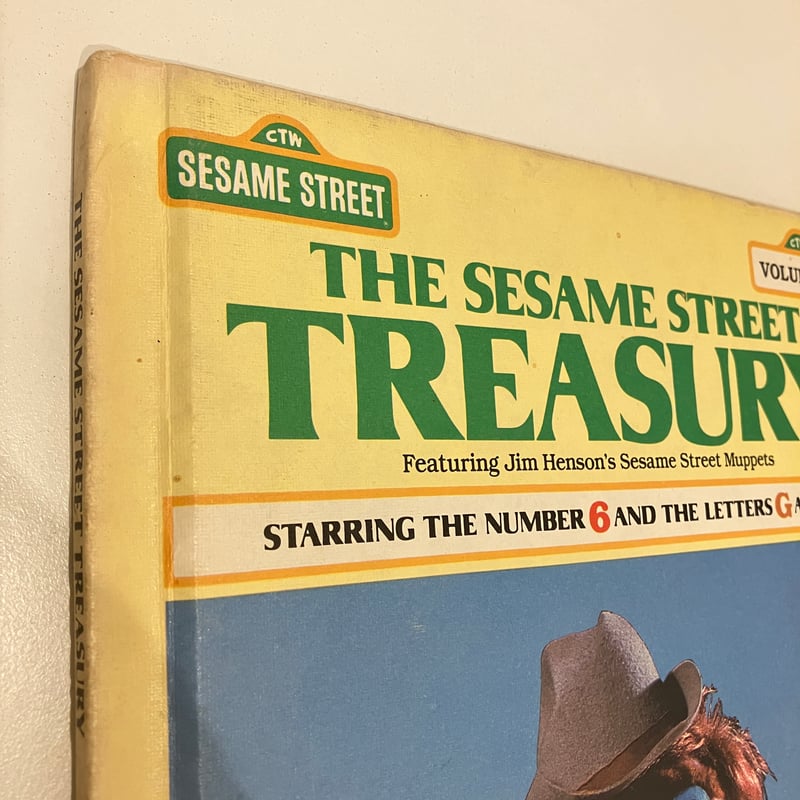 CTW
SESAME STREET
THE SESAME STREET
TREASURY
Featuring Jim Henson's Sesame Street Muppets
STARRING THE NUMBER 6 AND THE LETTERS G
THE SESAME STREET TREASURY